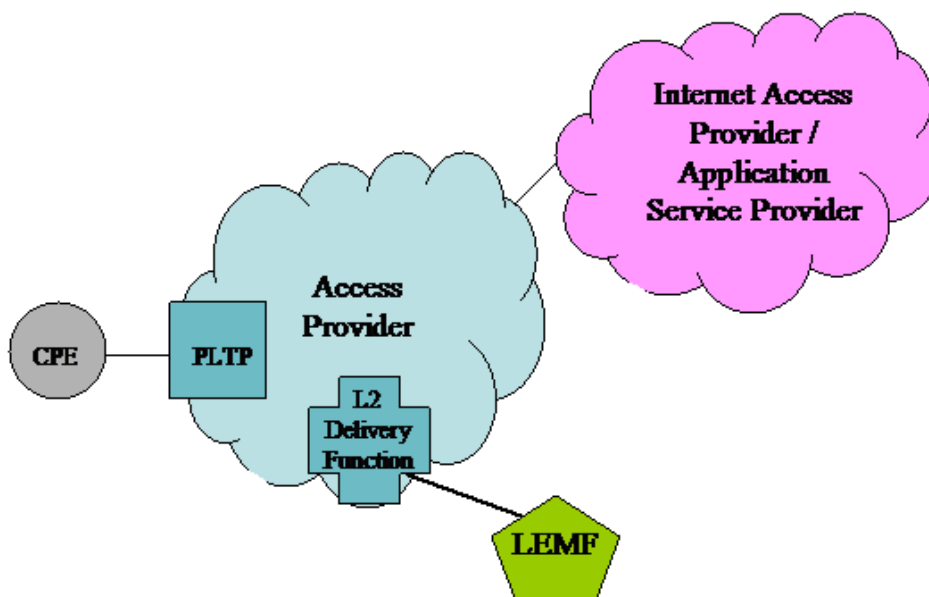 Internet Access
Provider /
Application
Service Provider
Access
Provider
CPE
PLTP
L2
Delivery
Function
LEMF